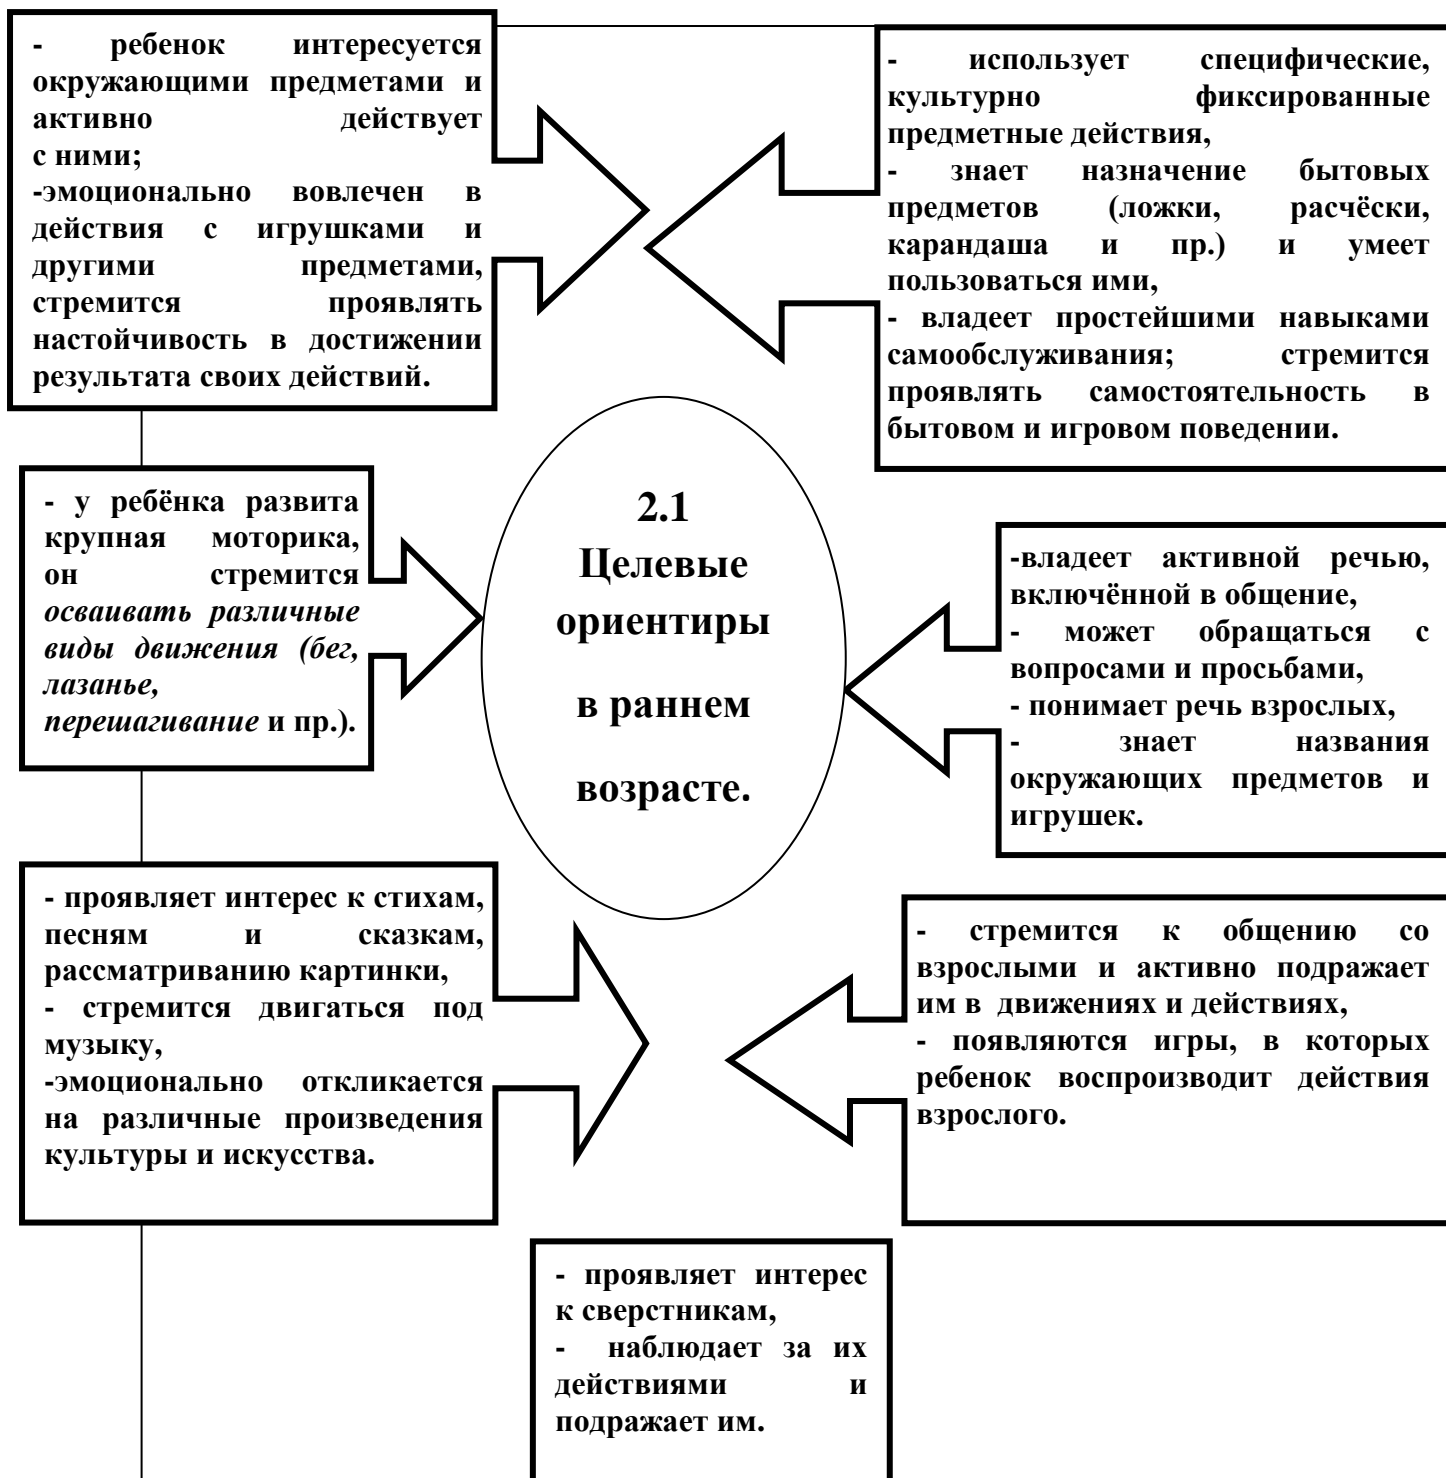 - ребенок интересуется
окружающими предметами и
активно действует
с ними;
-эмоционально вовлечен в
действия с игрушками и
другими предметами,
стремится проявлять
настойчивость в достижении
результата своих действий.
- использует специфические,
культурно фиксированные
предметные действия,
- знает назначение бытовых
предметов (ложки, расчёски,
карандаша и пр.) и умеет
пользоваться ими,
- владеет простейшими навыками
самообслуживания; стремится
проявлять самостоятельность в
бытовом и игровом поведении.
- у ребёнка развита
крупная моторика,
он стремится
осваивать различные
виды движения (бег,
лазанье,
перешагивание и пр.).
2.1
Целевые
ориентиры
в раннем
возрасте.
-владеет активной речью,
включённой в общение,
- может обращаться с
вопросами и просьбами,
- понимает речь взрослых,
- знает названия
окружающих предметов и
игрушек.
- проявляет интерес к стихам,
песням и сказкам,
рассматриванию картинки,
- стремится двигаться под
музыку,
-эмоционально откликается
на различные произведения
культуры и искусства.
- стремится к общению со
взрослыми и активно подражает
им в движениях и действиях,
- появляются игры, в которых
ребенок воспроизводит действия
взрослого.
- проявляет интерес
к сверстникам,
- наблюдает за их
действиями и
подражает им.